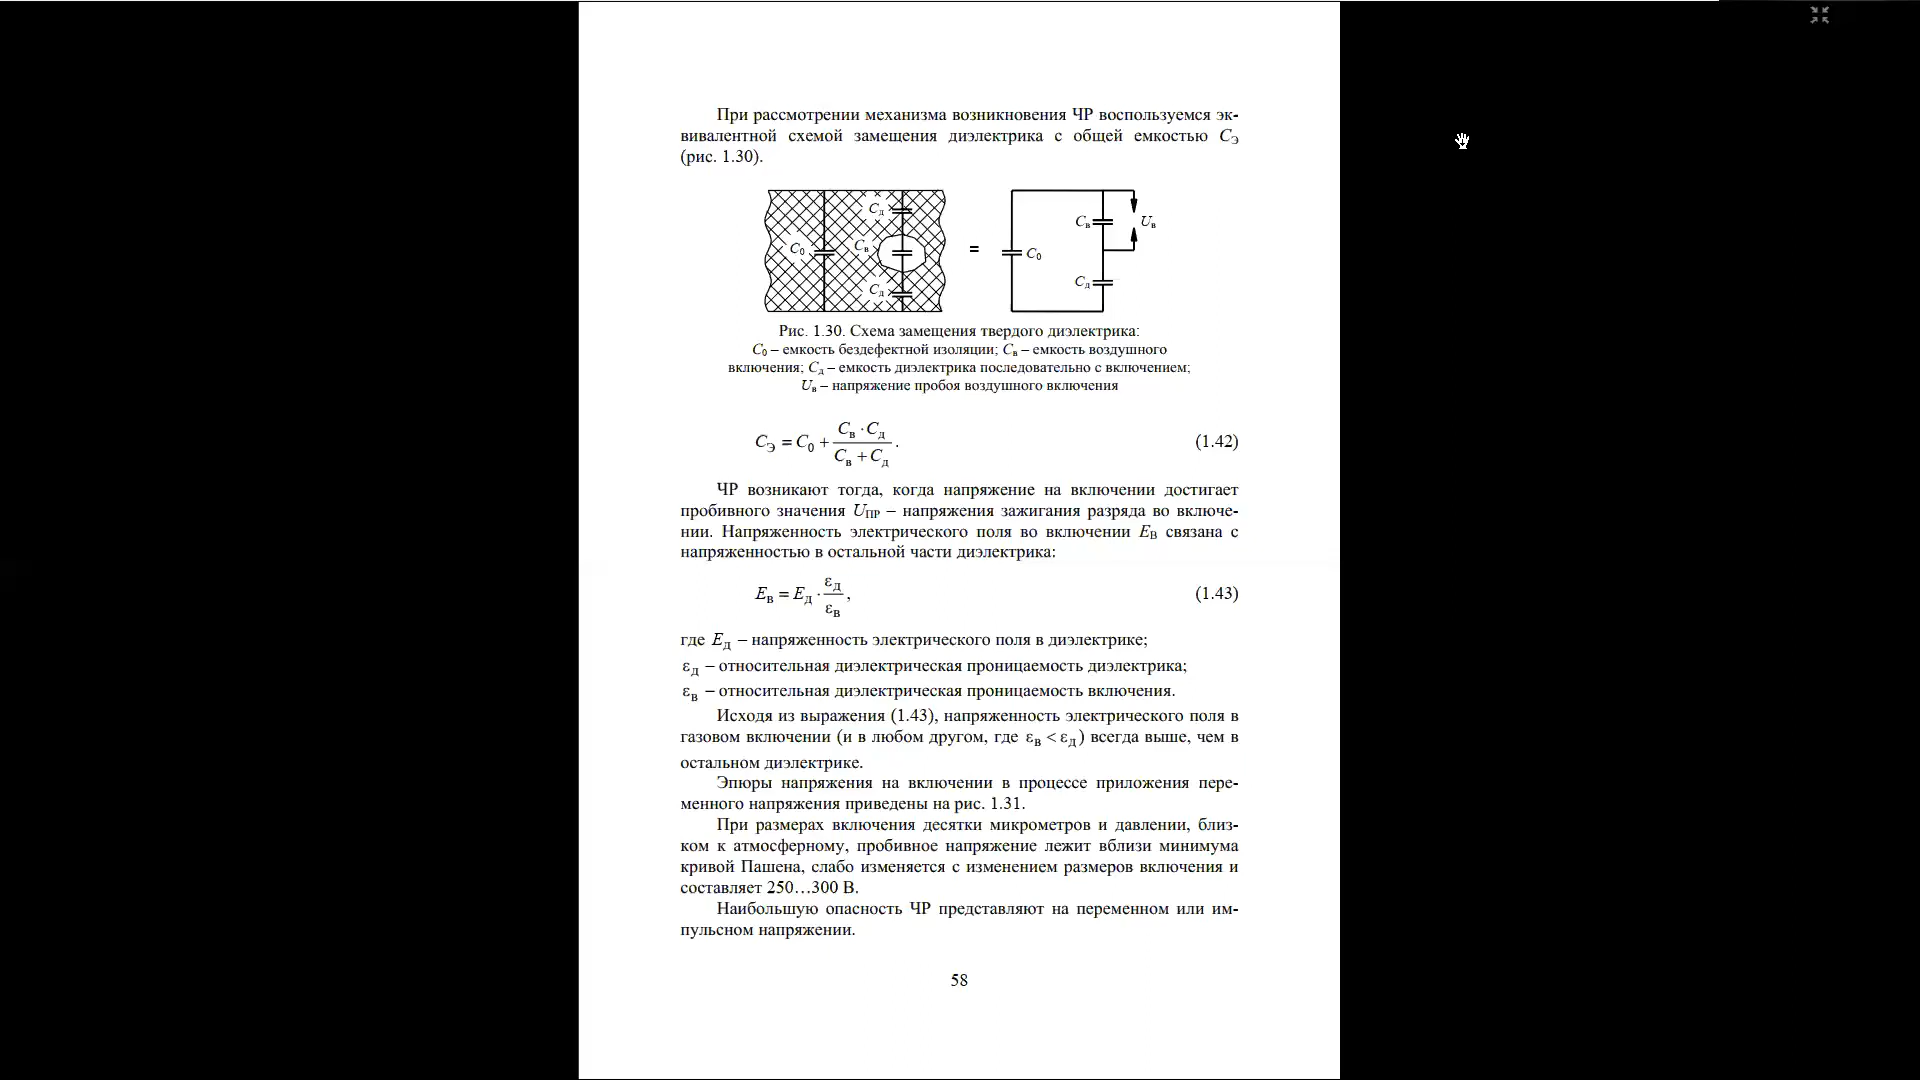 При рассмотрении механизма возникновения ЧР воспользуемся эк-
вивалентной схемой замещения диэлектрика с общей емкостью CЭ
(рис. 1.30).
Cд
C0
Cв
Cд
=
C0
Cв
Cд
Uв
Рис. 1.30. Схема замещения твердого диэлектрика:
C0 – емкость бездефектной изоляции; Cв – емкость воздушного
включения; Cд – емкость диэлектрика последовательно с включением;
Uв – напряжение пробоя воздушного включения
CЭ = C0 + (Cв · Cд) / (Cв + Cд) . (1.42)
ЧР возникают тогда, когда напряжение на включении достигает
пробивного значения UПР – напряжения зажигания разряда во включе-
нии. Напряженность электрического поля во включении EВ связана с
напряженностью в остальной части диэлектрика:
EВ = EД · εД / εВ , (1.43)
где EД – напряженность электрического поля в диэлектрике;
εД – относительная диэлектрическая проницаемость диэлектрика;
εВ – относительная диэлектрическая проницаемость включения.
Исходя из выражения (1.43), напряженность электрического поля в
газовом включении (и в любом другом, где εВ < εД) всегда выше, чем в
остальном диэлектрике.
Эпюры напряжения на включении в процессе приложения пере-
менного напряжения приведены на рис. 1.31.
При размерах включения десятки микрометров и давлении, близ-
ком к атмосферному, пробивное напряжение лежит вблизи минимума
кривой Пашена, слабо изменяется с изменением размеров включения и
составляет 250…300 В.
Наибольшую опасность ЧР представляют на переменном или им-
пульсном напряжении.
58